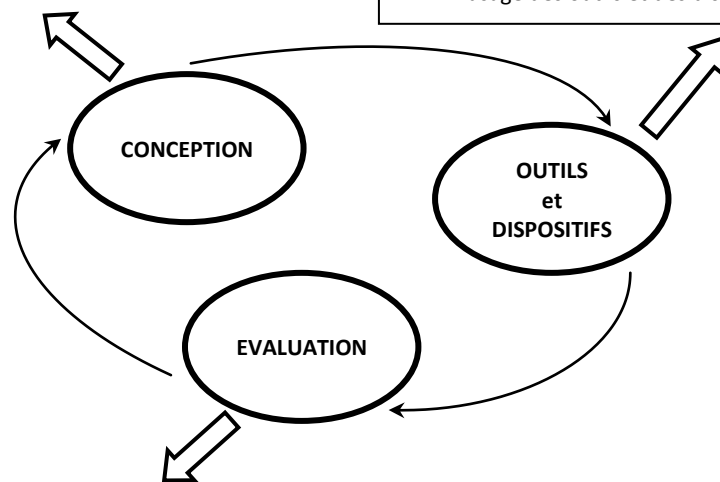 CONCEPTION
OUTILS
et
DISPOSITIFS
EVALUATION